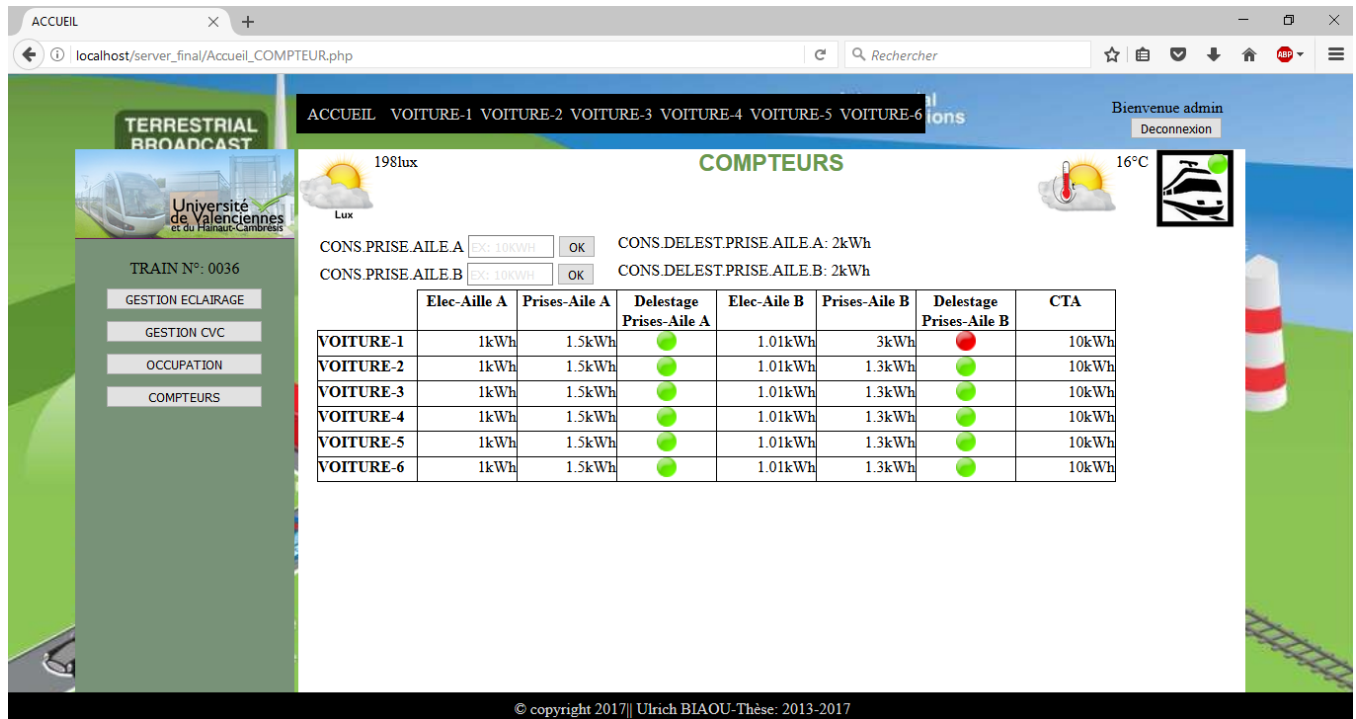 ACCUEIL
localhost/server_final/Accueil_COMPTEUR.php
Rechercher
ABP
TERRESTRIAL
BROADCAST
ACCUEIL VOITURE-1 VOITURE-2 VOITURE-3 VOITURE-4 VOITURE-5 VOITURE-6
ions
Bienvenue admin
Deconnexion
Université
de Valenciennes
et du Hainaut-Cambrésis
198lux
Lux
COMPTEURS
16°C
TRAIN N°: 0036
GESTION ECLAIRAGE
GESTION CVC
OCCUPATION
COMPTEURS
CONS.PRISE.AILE.A EX: 10KWH OK CONS.DELEST.PRISE.AILE.A: 2kWh
CONS.PRISE.AILE.B EX: 10KWH OK CONS.DELEST.PRISE.AILE.B: 2kWh
Elec-Aille A Prises-Aile A Delestage Prises-Aile A Elec-Aile B Prises-Aile B Delestage Prises-Aile B CTA
VOITURE-1 1kWh 1.5kWh 1.01kWh 3kWh 10kWh
VOITURE-2 1kWh 1.5kWh 1.01kWh 1.3kWh 10kWh
VOITURE-3 1kWh 1.5kWh 1.01kWh 1.3kWh 10kWh
VOITURE-4 1kWh 1.5kWh 1.01kWh 1.3kWh 10kWh
VOITURE-5 1kWh 1.5kWh 1.01kWh 1.3kWh 10kWh
VOITURE-6 1kWh 1.5kWh 1.01kWh 1.3kWh 10kWh
© copyright 2017|| Ulrich BIAOU-Thèse: 2013-2017